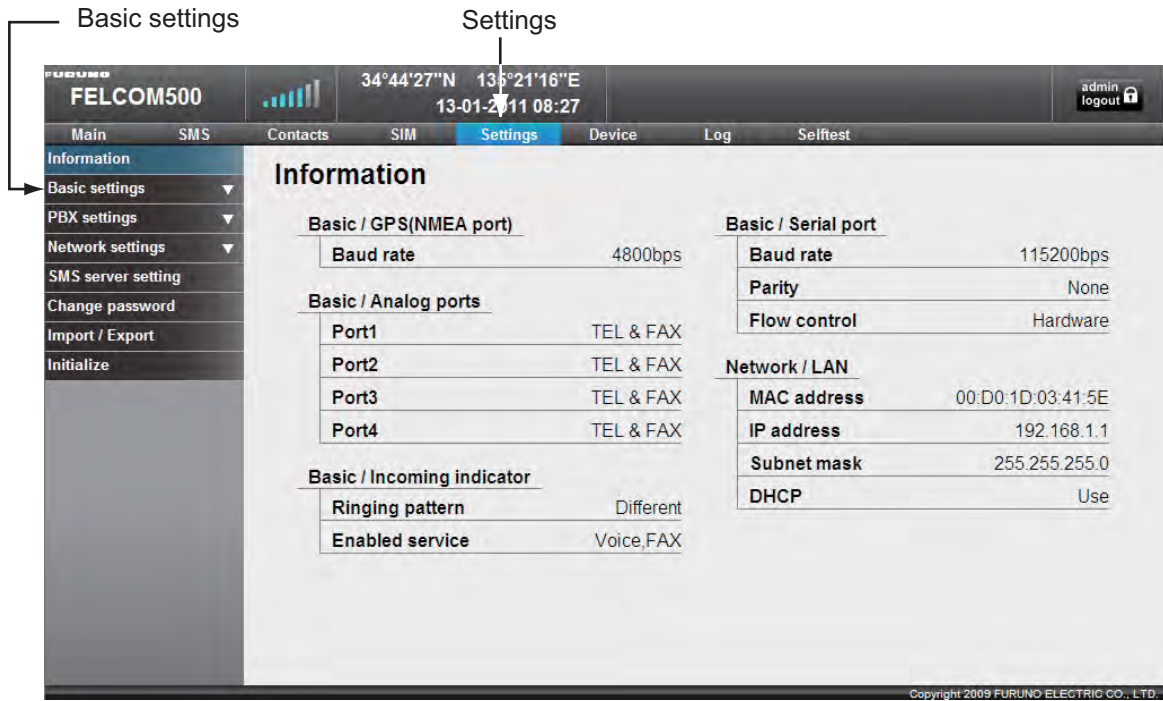 Basic settings
Settings
FURUNO
FELCOM500
34°44'27"N 135°21'16"E
13-01-2011 08:27
admin
logout
Main SMS Contacts SIM Settings Device Log Selftest
Information
Basic settings
PBX settings
Network settings
SMS server setting
Change password
Import / Export
Initialize
Information
Basic / GPS(NMEA port)
Baud rate 4800bps
Basic / Analog ports
Port1 TEL & FAX
Port2 TEL & FAX
Port3 TEL & FAX
Port4 TEL & FAX
Basic / Incoming indicator
Ringing pattern Different
Enabled service Voice,FAX
Basic / Serial port
Baud rate 115200bps
Parity None
Flow control Hardware
Network / LAN
MAC address 00:D0:1D:03:41:5E
IP address 192.168.1.1
Subnet mask 255.255.255.0
DHCP Use
Copyright 2009 FURUNO ELECTRIC CO., LTD.